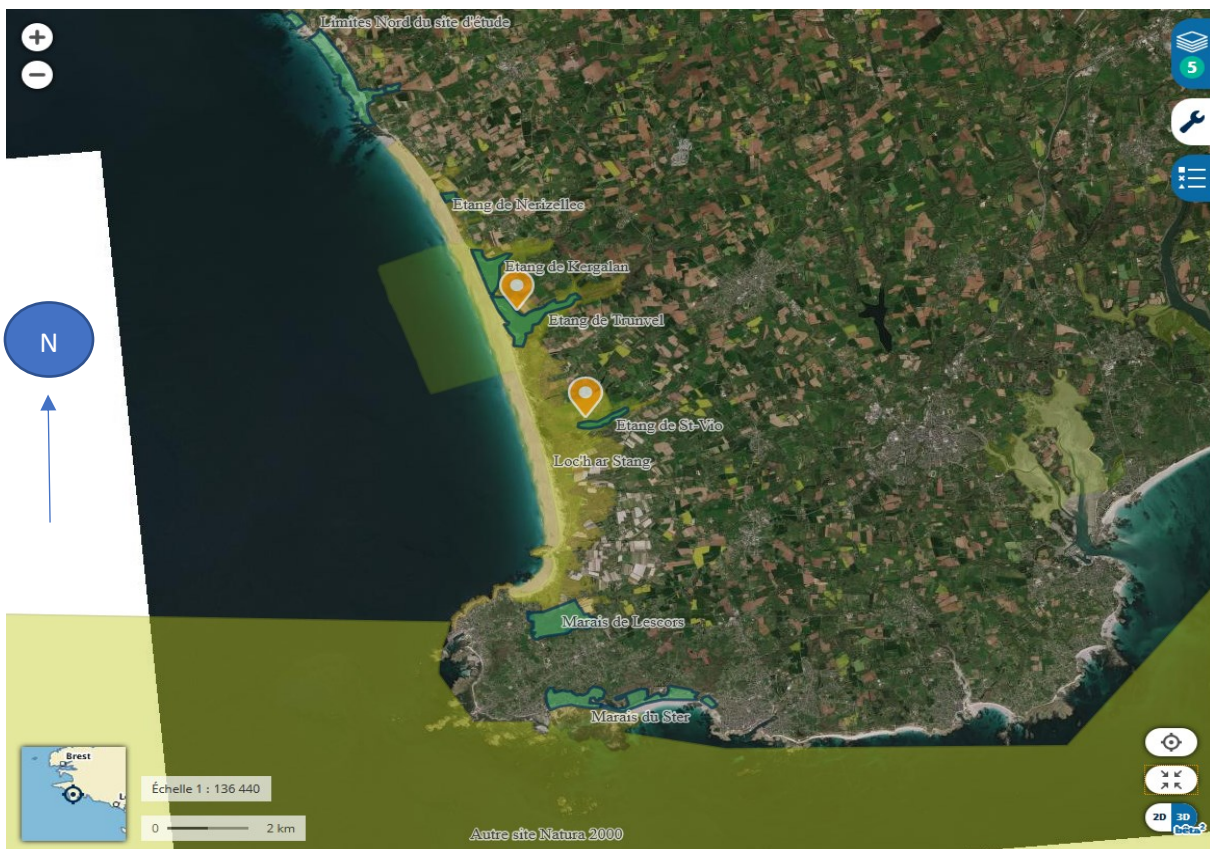 Limites Nord du site d'étude
5
Etang de Nerizellec
Etang de Kergalan
Etang de Trunvel
N
Etang de St-Vio
Loc'h ar Stang
Marais de Lescors
Marais du Ster
Brest
Échelle 1 : 136 440
0 2 km
2D 3D
bêta
Autre site Natura 2000